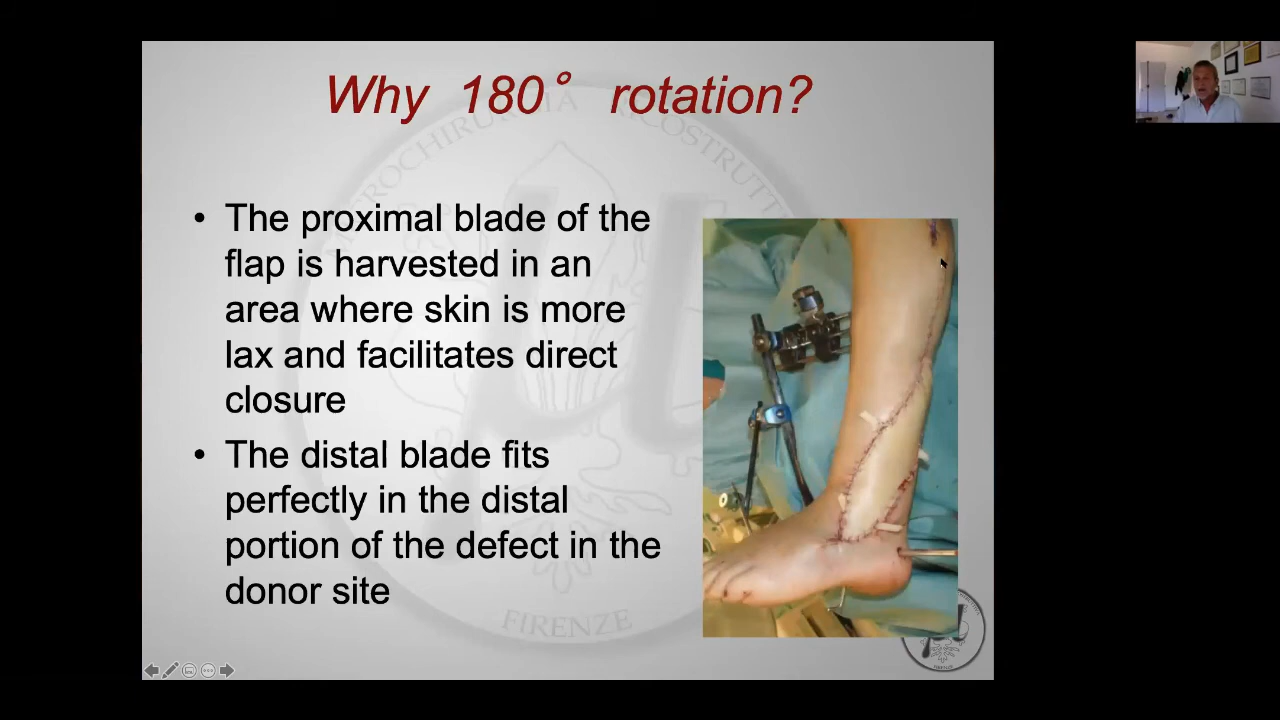 Why 180° rotation?
• The proximal blade of the
flap is harvested in an
area where skin is more
lax and facilitates direct
closure
• The distal blade fits
perfectly in the distal
portion of the defect in the
donor site
FIRENZE